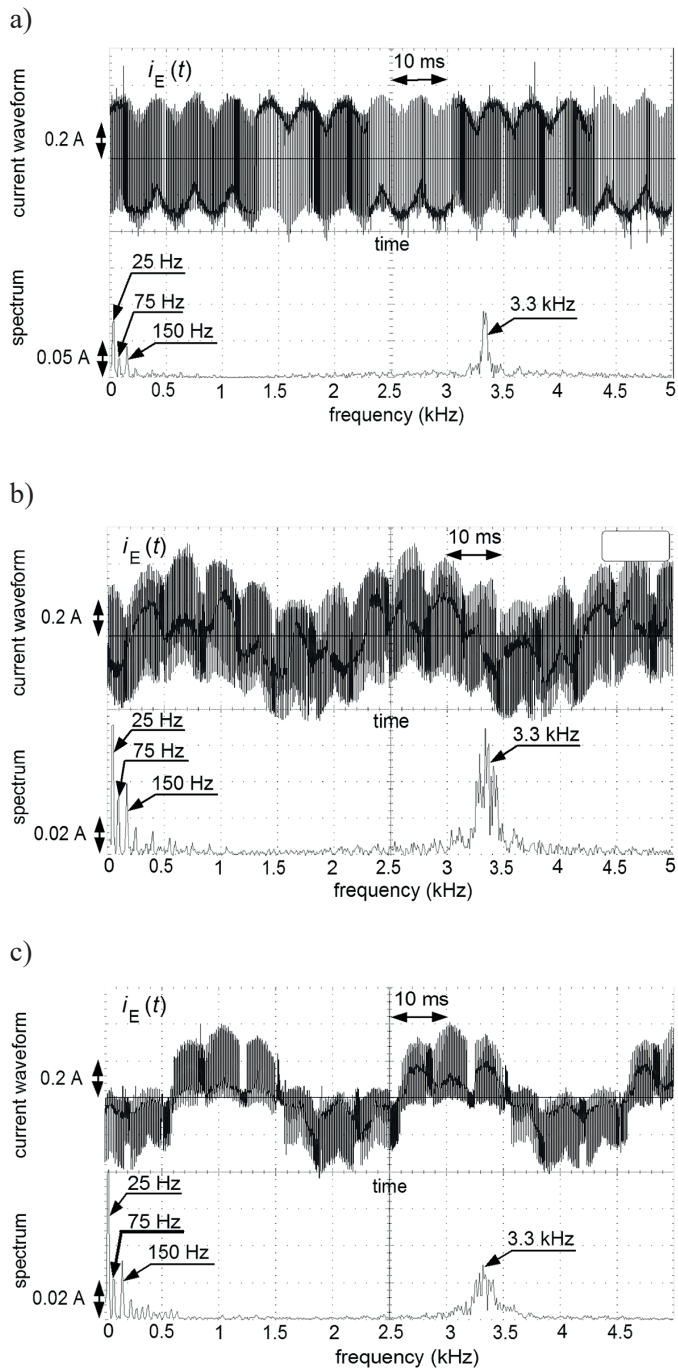 a)
i_E (t)
10 ms
current waveform
0.2 A
time
25 Hz
75 Hz
150 Hz
3.3 kHz
spectrum
0.05 A
0 0.5 1 1.5 2 2.5 3 3.5 4 4.5 5
frequency (kHz)
b)
i_E (t)
10 ms
current waveform
0.2 A
time
25 Hz
75 Hz
150 Hz
3.3 kHz
spectrum
0.02 A
0 0.5 1 1.5 2 2.5 3 3.5 4 4.5 5
frequency (kHz)
c)
i_E (t)
10 ms
current waveform
0.2 A
time
25 Hz
75 Hz
150 Hz
3.3 kHz
spectrum
0.02 A
0 0.5 1 1.5 2 2.5 3 3.5 4 4.5
frequency (kHz)